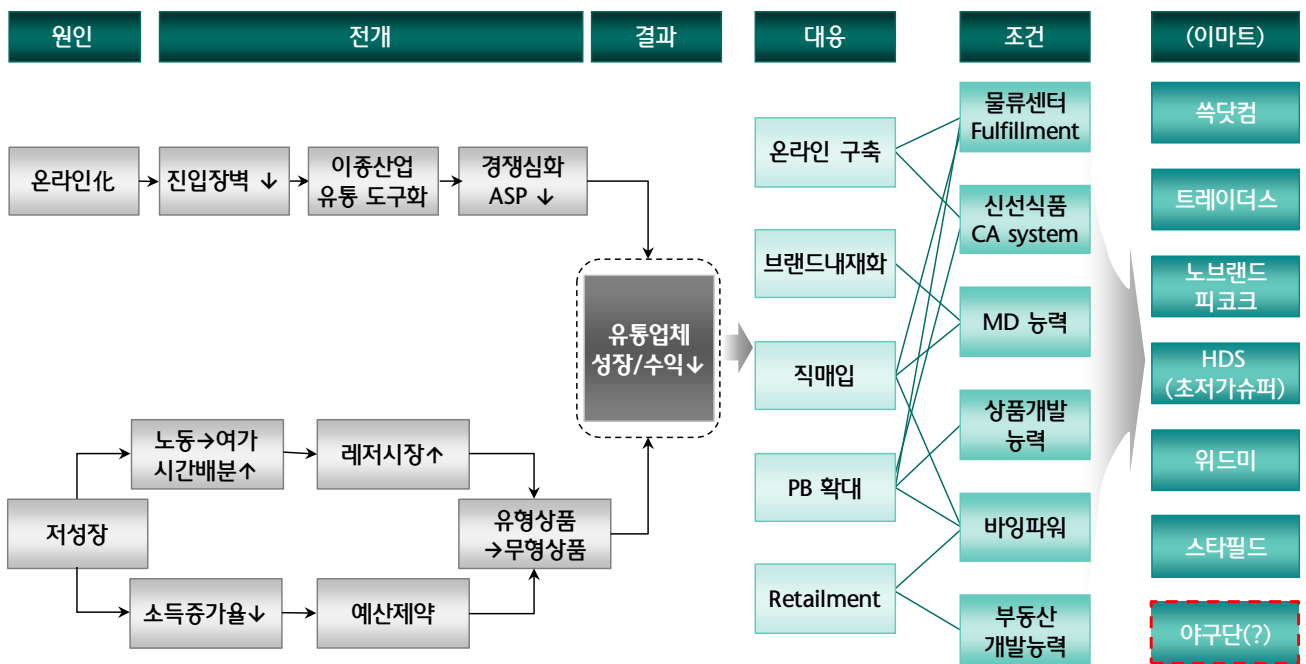 원인
전개
결과
대응
조건
(이마트)
온라인化
진입장벽 ↓
이종산업
유통 도구화
경쟁심화
ASP ↓
유통업체
성장/수익↓
저성장
노동→여가
시간배분↑
레저시장↑
소득증가율↓
예산제약
유형상품
→무형상품
온라인 구축
브랜드내재화
직매입
PB 확대
Retailment
물류센터
Fulfillment
신선식품
CA system
MD 능력
상품개발
능력
바잉파워
부동산
개발능력
쓱닷컴
트레이더스
노브랜드
피코크
HDS
(초저가슈퍼)
위드미
스타필드
야구단(?)